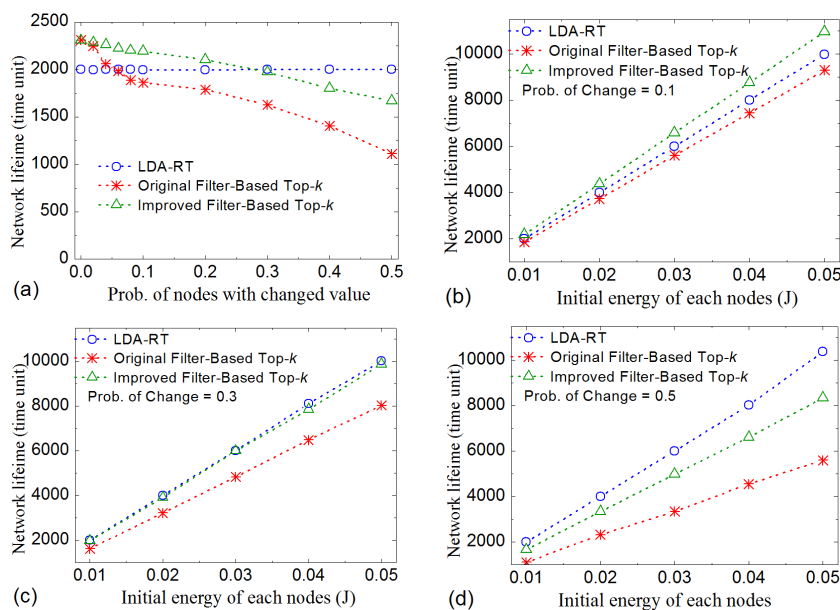 2500
2250
2000
1750
1500
1250
1000
750
500
250
0
Network lifeime (time unit)
LDA-RT
Original Filter-Based Top-k
Improved Filter-Based Top-k
0.0 0.1 0.2 0.3 0.4 0.5
Prob. of nodes with changed value
(a)
LDA-RT
Original Filter-Based Top-k
Improved Filter-Based Top-k
Prob. of Change = 0.1
10000
8000
6000
4000
2000
Network lifeime (time unit)
0.01 0.02 0.03 0.04 0.05
Initial energy of each nodes (J)
(b)
LDA-RT
Original Filter-Based Top-k
Improved Filter-Based Top-k
Prob. of Change = 0.3
10000
8000
6000
4000
2000
Network lifeime (time unit)
0.01 0.02 0.03 0.04 0.05
Initial energy of each nodes (J)
(c)
LDA-RT
Original Filter-Based Top-k
Improved Filter-Based Top-k
Prob. of Change = 0.5
10000
8000
6000
4000
2000
Network lifeime (time unit)
0.01 0.02 0.03 0.04 0.05
Initial energy of each nodes
(d)